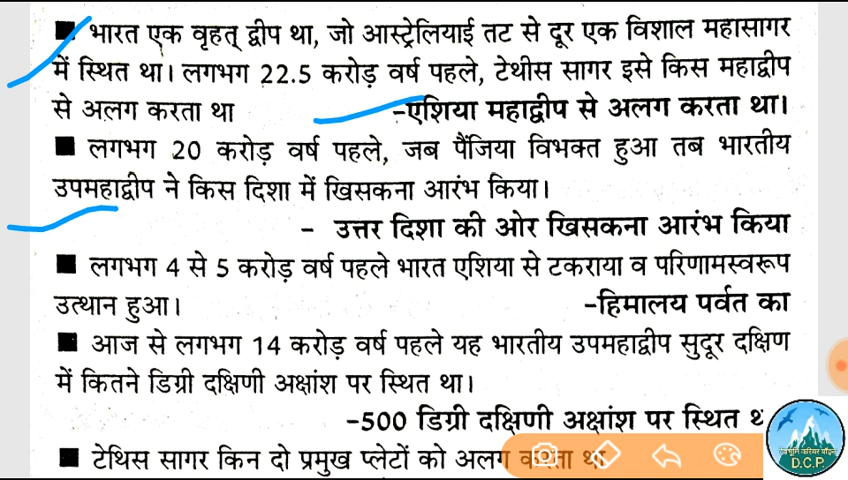 ■ भारत एक वृहत् द्वीप था, जो आस्ट्रेलियाई तट से दूर एक विशाल महासागर
में स्थित था। लगभग 22.5 करोड़ वर्ष पहले, टेथीस सागर इसे किस महाद्वीप
से अलग करता था -एशिया महाद्वीप से अलग करता था।
■ लगभग 20 करोड़ वर्ष पहले, जब पैंजिया विभक्त हुआ तब भारतीय
उपमहाद्वीप ने किस दिशा में खिसकना आरंभ किया।
- उत्तर दिशा की ओर खिसकना आरंभ किया
■ लगभग 4 से 5 करोड़ वर्ष पहले भारत एशिया से टकराया व परिणामस्वरूप
उत्थान हुआ। -हिमालय पर्वत का
■ आज से लगभग 14 करोड़ वर्ष पहले यह भारतीय उपमहाद्वीप सुदूर दक्षिण
में कितने डिग्री दक्षिणी अक्षांश पर स्थित था।
-500 डिग्री दक्षिणी अक्षांश पर स्थित थ
■ टेथिस सागर किन दो प्रमुख प्लेटों को अलग करता था
D.C.P.